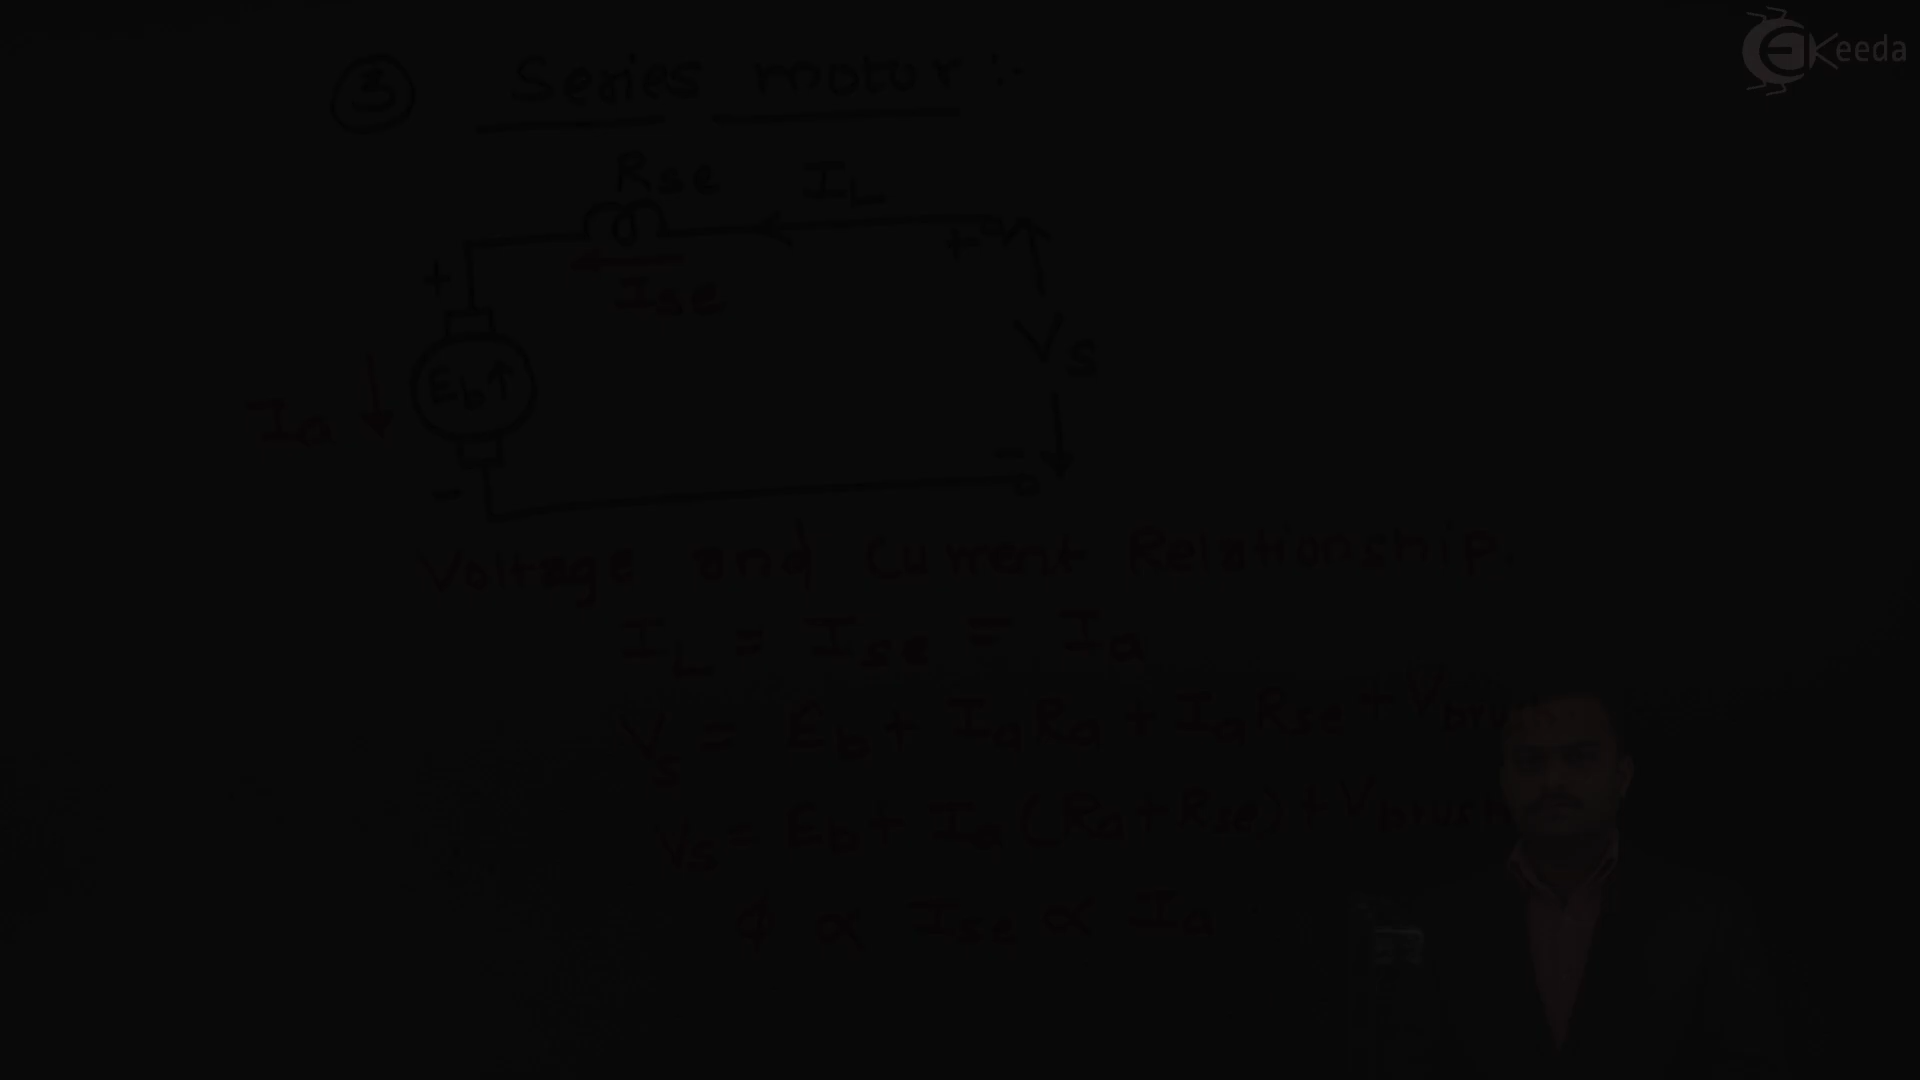 EKeeda
③ Series motor :-
Rse
IL
+
+
Ise
Vs
Eb↑
Ia
-
-
Voltage and Current Relationship.
IL = Ise = Ia
Vs = Eb + IaRa + IaRse + Vbrush
Vs = Eb + Ia (Ra + Rse) + Vbrush
ϕ ∝ Ise ∝ Ia